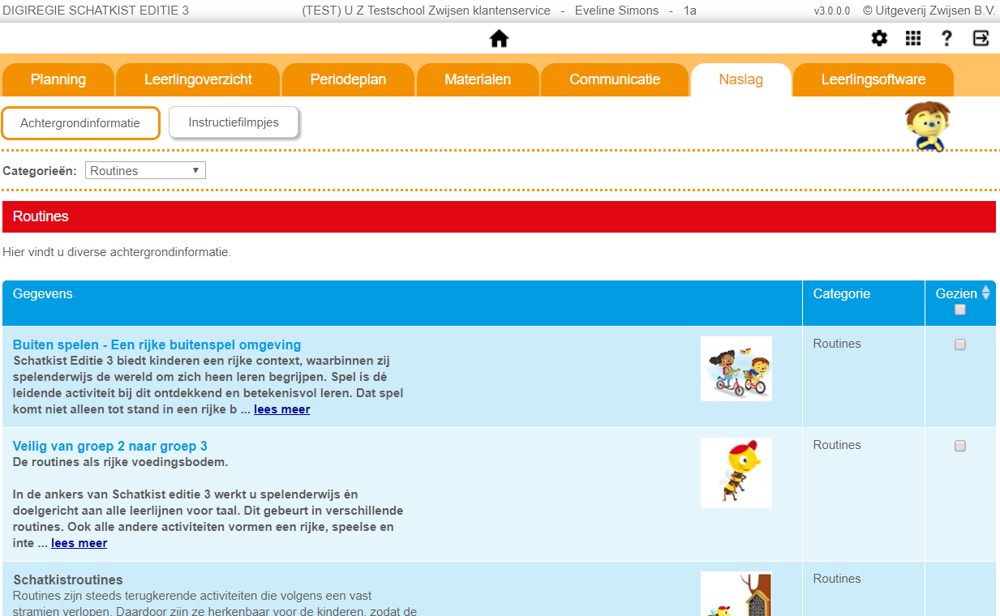 DIGIREGIE SCHATKIST EDITIE 3 (TEST) U Z Testschool Zwijsen klantenservice - Eveline Simons - 1a v3.0.0.0 © Uitgeverij Zwijsen B.V.
Planning Leerlingoverzicht Periodeplan Materialen Communicatie Naslag Leerlingsoftware
Achtergrondinformatie Instructiefilmpjes
Categorieën: Routines
Routines
Hier vindt u diverse achtergrondinformatie.
Gegevens Categorie Gezien
Buiten spelen - Een rijke buitenspel omgeving Routines
Schatkist Editie 3 biedt kinderen een rijke context, waarbinnen zij
spelenderwijs de wereld om zich heen leren begrijpen. Spel is dé
leidende activiteit bij dit ontdekkend en betekenisvol leren. Dat spel
komt niet alleen tot stand in een rijke b ... lees meer
Veilig van groep 2 naar groep 3 Routines
De routines als rijke voedingsbodem.
In de ankers van Schatkist editie 3 werkt u spelenderwijs én
doelgericht aan alle leerlijnen voor taal. Dit gebeurt in verschillende
routines. Ook alle andere activiteiten vormen een rijke, speelse en
inte ... lees meer
Schatkistroutines Routines
Routines zijn steeds terugkerende activiteiten die volgens een vast
stramien verlopen. Daardoor zijn ze herkenbaar voor de kinderen, zodat de